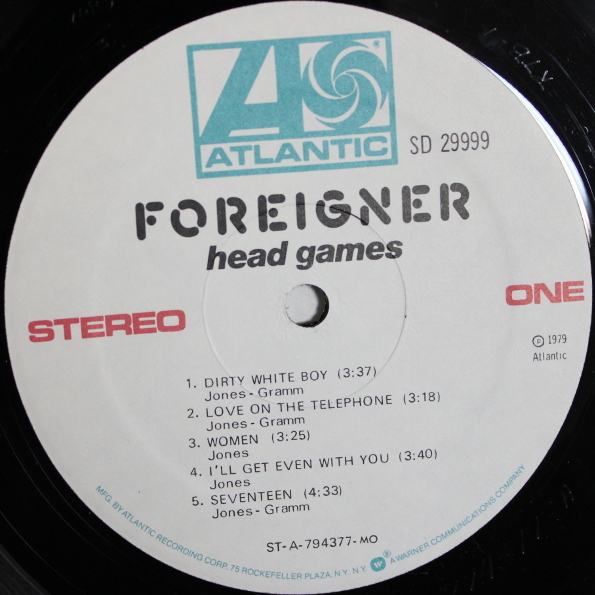 ATLANTIC
SD 29999
FOREIGNER
head games
STEREO
ONE
℗ 1979
Atlantic
1. DIRTY WHITE BOY (3:37)
Jones - Gramm
2. LOVE ON THE TELEPHONE (3:18)
Jones - Gramm
3. WOMEN (3:25)
Jones
4. I'LL GET EVEN WITH YOU (3:40)
Jones
5. SEVENTEEN (4:33)
Jones - Gramm
ST-A-794377-MO
MFG. BY ATLANTIC RECORDING CORP. 75 ROCKEFELLER PLAZA, N.Y. N.Y. W ® A WARNER COMMUNICATIONS COMPANY